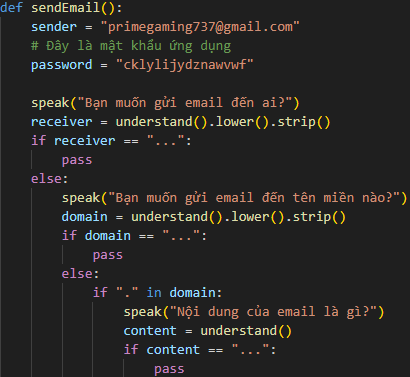 def sendEmail():
    sender = "primegaming737@gmail.com"
    # Đây là mật khẩu ứng dụng
    password = "cklylijydznawvwf"

    speak("Bạn muốn gửi email đến ai?")
    receiver = understand().lower().strip()
    if receiver == "...":
        pass
    else:
        speak("Bạn muốn gửi email đến tên miền nào?")
        domain = understand().lower().strip()
        if domain == "...":
            pass
        else:
            if "." in domain:
                speak("Nội dung của email là gì?")
                content = understand()
                if content == "...":
                    pass